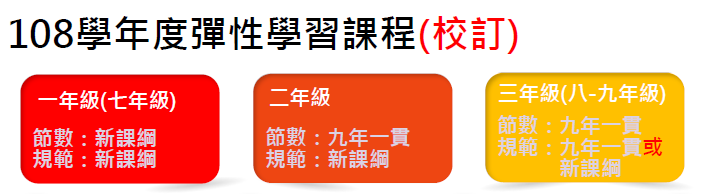 108學年度彈性學習課程(校訂)
一年級(七年級)
節數：新課綱
規範：新課綱
二年級
節數：九年一貫
規範：新課綱
三年級(八-九年級)
節數：九年一貫
規範：九年一貫或
新課綱